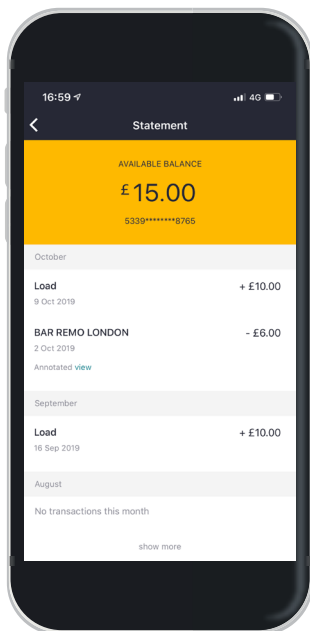 16:59 4G
Statement
AVAILABLE BALANCE
£15.00
5339********8765
October
Load + £10.00
9 Oct 2019
BAR REMO LONDON - £6.00
2 Oct 2019
Annotated view
September
Load + £10.00
16 Sep 2019
August
No transactions this month
show more